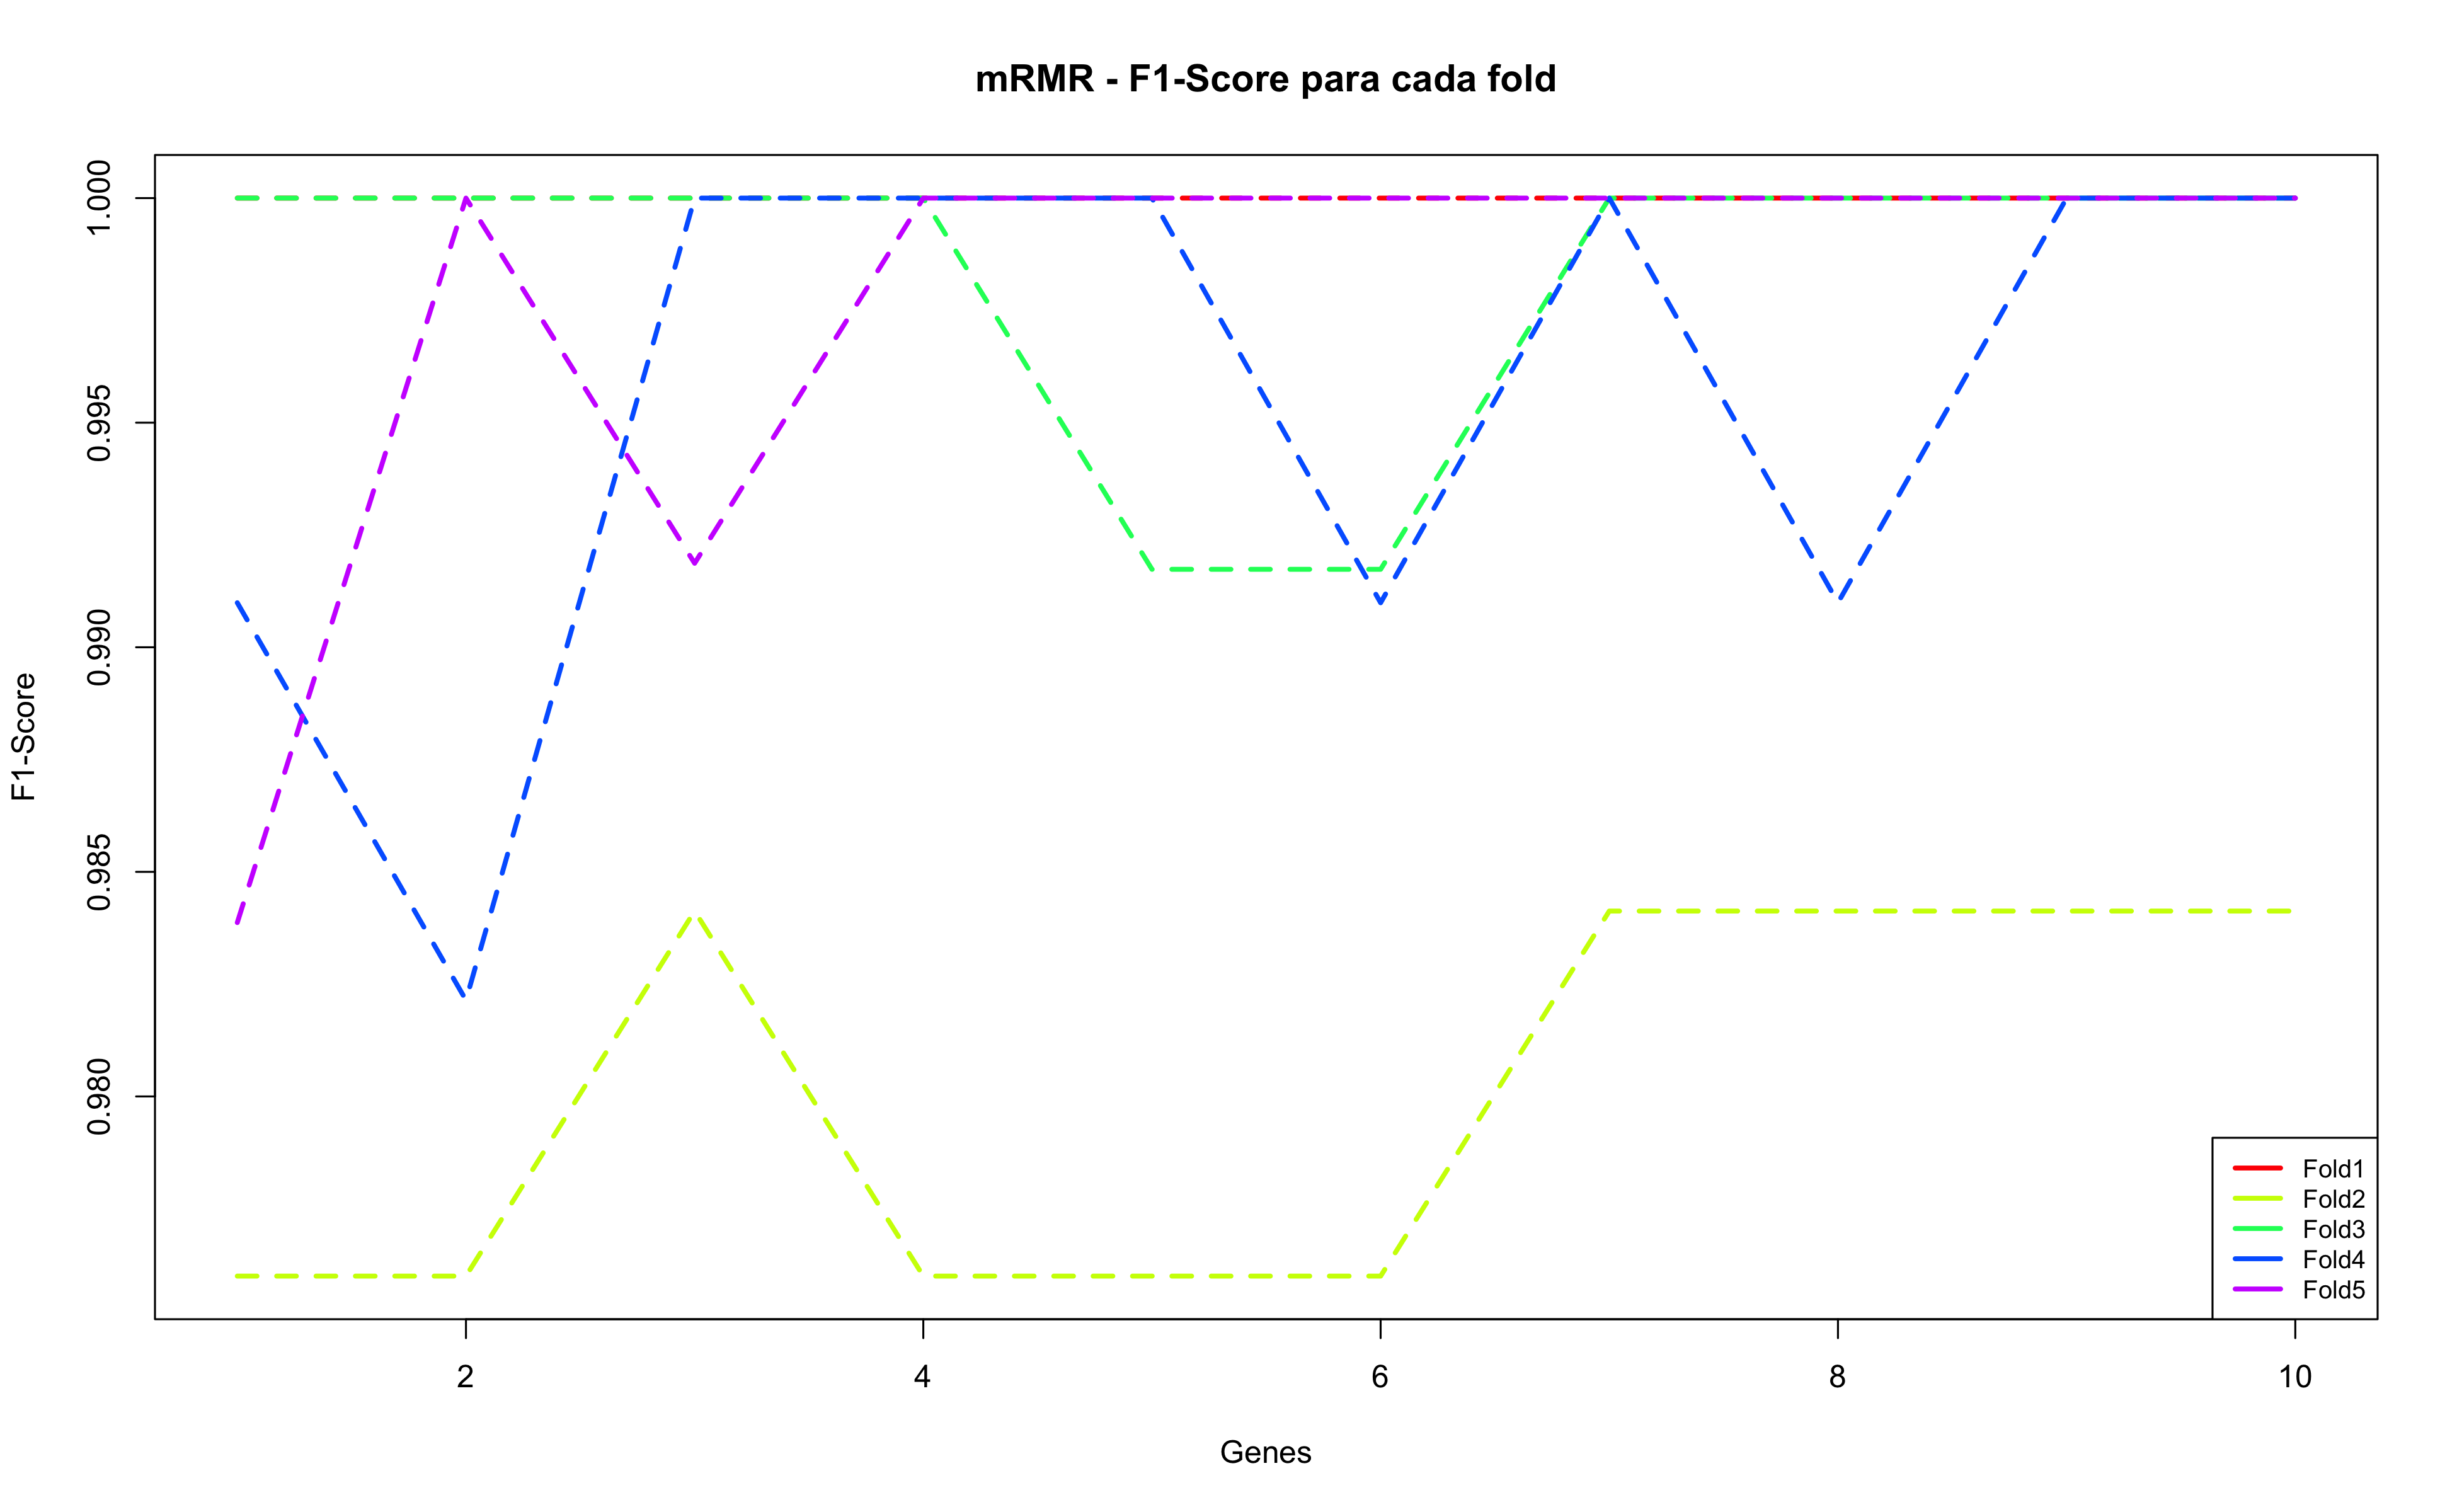 mRMR - F1-Score para cada fold
F1-Score
1.000
0.995
0.990
0.985
0.980
2
4
6
8
10
Genes
Fold1
Fold2
Fold3
Fold4
Fold5